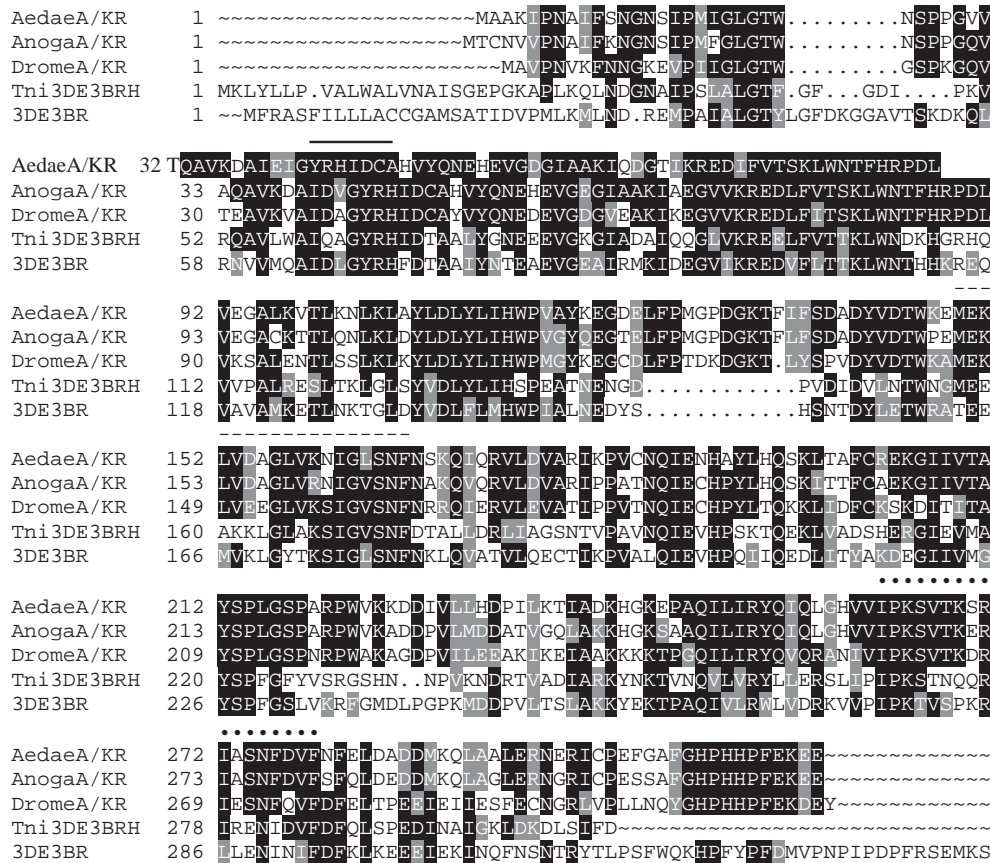 AedaeA/KR 1 ~~~~~~~~~~~~~~~~~~~MAAKIPNAIFSNGNSIPMIGLGTW.........NSPPGVV
AnogaA/KR 1 ~~~~~~~~~~~~~~~~~~MTCNVVPNAIFKNGNSIPMFGLGTW.........NSPPGQV
DromeA/KR 1 ~~~~~~~~~~~~~~~~~~~~~MAVPNVKFNNGKEVPIIGLGTW.........GSPKGQV
Tni3DE3BRH 1 MKLYLLP.VALWALVNAISGEPGKAPLKQLNDGNAIPSLALGTF.GF...GDI..PKV
3DE3BR 1 ~~MFRASFILLLACCGAMSATIDVPMLKMLND.REMPAIALGTYLGFDKGGAVTSKDKQL
AedaeA/KR 32 TQAVKDAIEIGYRHIDCAHVYQNEHEVGDGIAAKIQDGTIKREDIFVTSKLWNTFHRPDL
AnogaA/KR 33 AQAVKDAIDVGYRHIDCAHVYQNEHEVGEGIAAKIAEGVVKREDLFVTSKLWNTFHRPDL
DromeA/KR 30 TEAVKVAIDAGYRHIDCAYVYQNEDEVGDGVEAKIKEGVVKREDLFITSKLWNTFHRPDL
Tni3DE3BRH 52 RQAVLWAIQAGYRHIDTAALYGNEEEVGKGIADAIQQGLVKREELFVTTKLWNDKHGRHQ
3DE3BR 58 RNVVMQAIDLGYRHFDTAAIYNTEAEVGEAIRMKIDEGVIKREDVFLTTKLWNTHHKREQ
AedaeA/KR 92 VEGALKVTLKNLKLAYLDLYLIHWPVAYKEGDELFPMGPDGKTFIFSDADYVDTWKEMEK
AnogaA/KR 93 VEGACKTTLQNLKLDYLDLYLIHWPVGYQEGTELFPMGPDGKTFLFSDADYVDTWPEMEK
DromeA/KR 90 VKSALENTLSSLKLKYLDLYLIHWPMGYKEGCDLFPTDKDGKT.LYSPVDYVDTWKAMEK
Tni3DE3BRH 112 VVPALRESLTKLGLSYVDLYLIHSPEATNENGD............PVDIDVLNTWNGMEE
3DE3BR 118 VAVAMKETLNKTGLDYVDLFLMHWPIALNEDYS............HSNTDYLETWRATEE
AedaeA/KR 152 LVDAGLVKNIGLSNFNSKQIQRVLDVARIKPVCNQIENHAYLHQSKLTAFCREKGIIVTA
AnogaA/KR 153 LVDAGLVRNIGVSNFNAKQVQRVLDVARIPPATNQIECHPYLHQSKITTFCAEKGIIVTA
DromeA/KR 149 LVEEGLVKSIGVSNFNRRQIERVLEVATIPPVTNQIECHPYLTQKKLIDFCKSKDITITA
Tni3DE3BRH 160 AKKLGLAKSIGVSNFDTALLDRLIAGSNTVPAVNQIEVHPSKTQEKLVADSHERGIEVMA
3DE3BR 166 MVKLGYTKSIGLSNFNKLQVATVLQECTIKPVALQIEVHPQIIQEDLITYAKDEGIIVMG
AedaeA/KR 212 YSPLGSPARPWVKKDDIVLLHDPILKTIADKHGKEPAQILIRYQIQLGHVVIPKSVTKSR
AnogaA/KR 213 YSPLGSPARPWVKADDPVLMDDATVGQLAKKHGKSAAQILIRYQIQLGHVVIPKSVTKER
DromeA/KR 209 YSPLGSPNRPWAKAGDPVILEEAKIKEIAAKKKKTPGQILIRYQVQRANIVIPKSVTKDR
Tni3DE3BRH 220 YSPFGFYVSRGSHN..NPVKNDRTVADIARKYNKTVNQVLVRYLLERSLIPIPKSTNQQR
3DE3BR 226 YSPFGSLVKRFGMDLPGPKMDDPVLTSLAKKYEKTPAQIVLRWLVDRKVVPIPKTVSPKR
AedaeA/KR 272 IASNFDVFNFELDADDMKQLAALERNERICPEFGAFGHPHHPFEKEE~~~~~~~~~~~~~
AnogaA/KR 273 IASNFDVFSFQLDEDDMKQLAGLERNGRICPESSAFGHPHHPFEKEE~~~~~~~~~~~~~
DromeA/KR 269 IESNFQVFDFELTPEEIEIIESFECNGRLVPLLNQYGHPHHPFEKDEY~~~~~~~~~~~~
Tni3DE3BRH 278 IRENIDVFDFQLSPEDINAIGKLDKDLSIFD~~~~~~~~~~~~~~~~~~~~~~~~~~~~~
3DE3BR 286 LLENINIFDFKLKEEEIEKINQFNSNTRYTLPSFWQKHPFYPFDMVPNPIPDPFRSEMKS